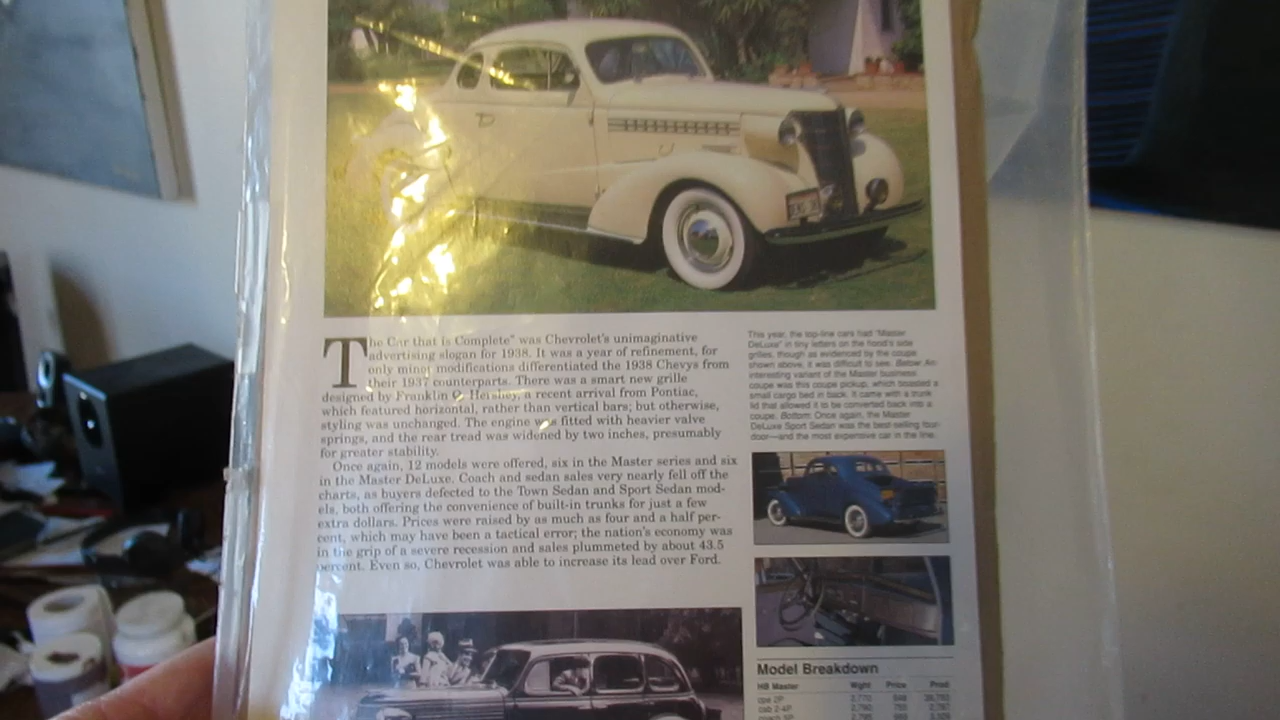 The Car that is Complete" was Chevrolet's unimaginative
advertising slogan for 1938. It was a year of refinement, for
only minor modifications differentiated the 1938 Chevys from
their 1937 counterparts. There was a smart new grille
designed by Franklin Q. Hershey, a recent arrival from Pontiac,
which featured horizontal, rather than vertical bars; but otherwise,
styling was unchanged. The engine was fitted with heavier valve
springs, and the rear tread was widened by two inches, presumably
for greater stability.
Once again, 12 models were offered, six in the Master series and six
in the Master DeLuxe. Coach and sedan sales very nearly fell off the
charts, as buyers defected to the Town Sedan and Sport Sedan mod-
els, both offering the convenience of built-in trunks for just a few
extra dollars. Prices were raised by as much as four and a half per-
cent, which may have been a tactical error; the nation's economy was
in the grip of a severe recession and sales plummeted by about 43.5
percent. Even so, Chevrolet was able to increase its lead over Ford.
This year, the top-line cars had "Master
DeLuxe" in tiny letters on the hood's side
grilles, though as evidenced by the coupe
shown above, it was difficult to see. Below: An
interesting variant of the Master business
coupe was this coupe pickup, which boasted a
small cargo bed in back. It came with a trunk
lid that allowed it to be converted back into a
coupe. Bottom: Once again, the Master
DeLuxe Sport Sedan was the best-selling four-
door—and the most expensive car in the line.
Model Breakdown
HB Master Wght Price Prod
cpe 2P 2,770 648
cab 2-4P 2,790 755
coach 5P